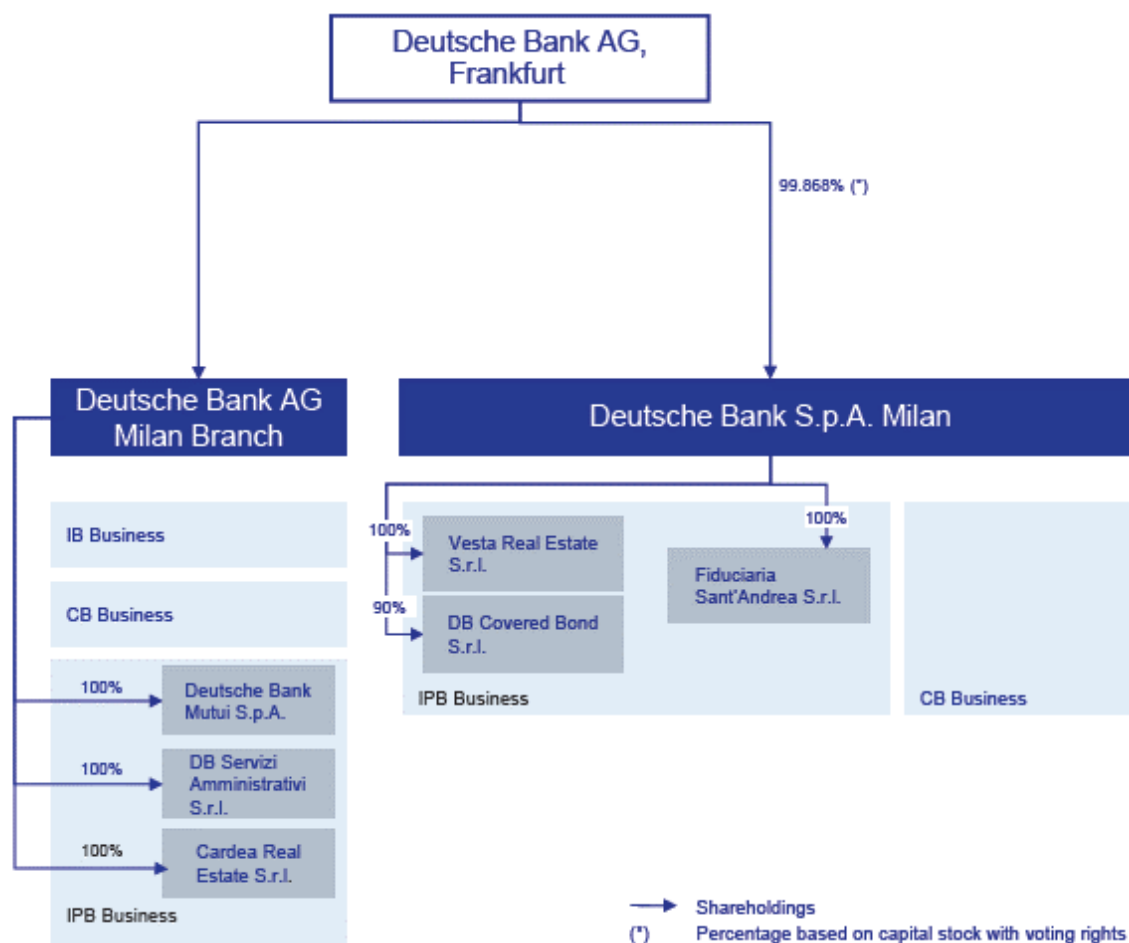 Deutsche Bank AG,
Frankfurt
99.868% (*)
Deutsche Bank AG
Milan Branch
Deutsche Bank S.p.A. Milan
IB Business
CB Business
100%
Deutsche Bank
Mutui S.p.A.
100%
DB Servizi
Amministrativi
S.r.l.
100%
Cardea Real
Estate S.r.l.
IPB Business
100%
Vesta Real Estate
S.r.l.
90%
DB Covered Bond
S.r.l.
100%
Fiduciaria
Sant'Andrea S.r.l.
IPB Business
CB Business
Shareholdings
(*) Percentage based on capital stock with voting rights